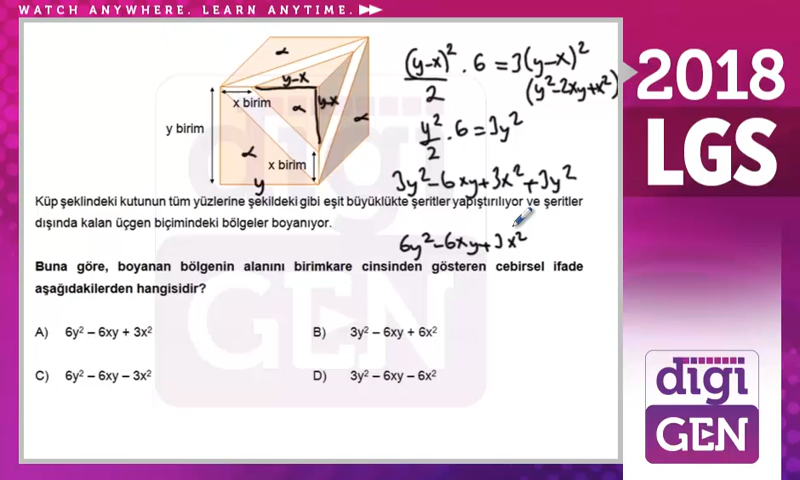 WATCH ANYWHERE. LEARN ANYTIME.
2018
LGS
α
y-x
y-x
α
α
x birim
y birim
α
x birim
y
(y-x)²/2 . 6 = 3(y-x)²
(y²-2xy+x²)
y²/2 . 6 = 3y²
3y²-6xy+3x²+3y²
6y²-6xy+3x²
Küp şeklindeki kutunun tüm yüzlerine şekildeki gibi eşit büyüklükte şeritler yapıştırılıyor ve şeritler
dışında kalan üçgen biçimindeki bölgeler boyanıyor.
Buna göre, boyanan bölgenin alanını birimkare cinsinden gösteren cebirsel ifade
aşağıdakilerden hangisidir?
A) 6y² – 6xy + 3x²
B) 3y² – 6xy + 6x²
C) 6y² – 6xy – 3x²
D) 3y² – 6xy – 6x²
digi
GEN
digi
GEN